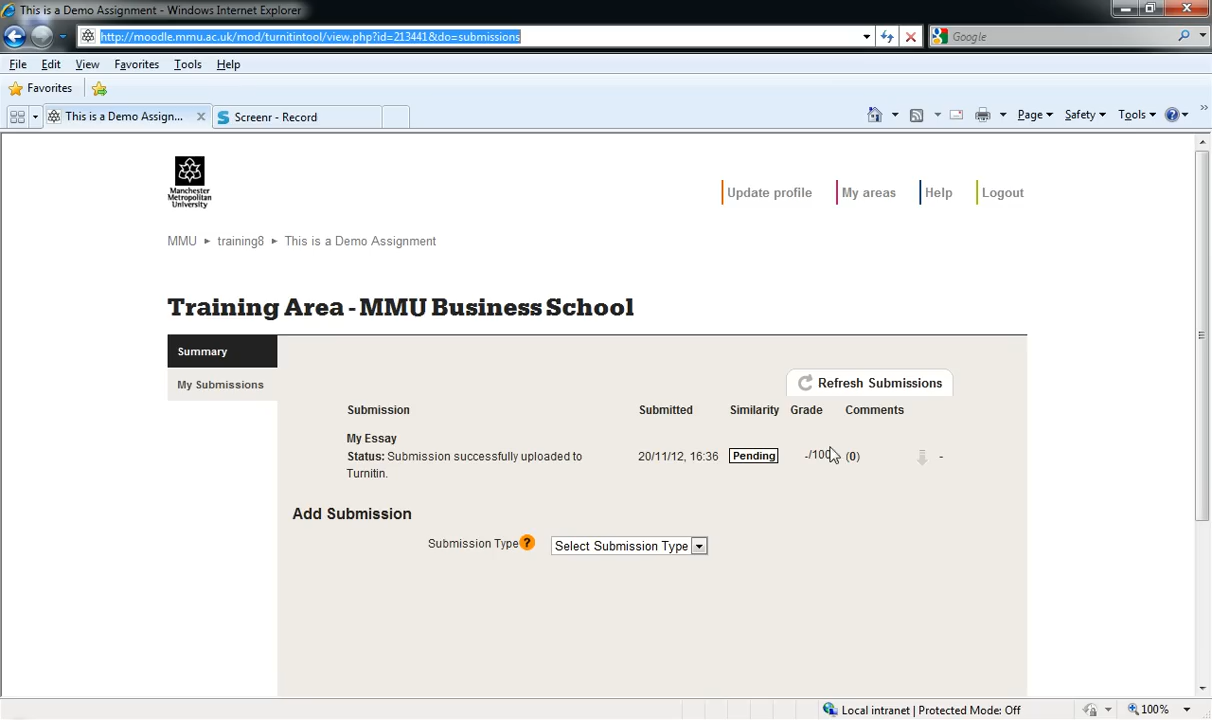 This is a Demo Assignment - Windows Internet Explorer
http://moodle.mmu.ac.uk/mod/turnitintool/view.php?id=213441&do=submissions
Google
File Edit View Favorites Tools Help
Favorites
This is a Demo Assign... x Screenr - Record
Page Safety Tools
Manchester
Metropolitan
University
Update profile My areas Help Logout
MMU ► training8 ► This is a Demo Assignment
Training Area - MMU Business School
Summary
My Submissions
Refresh Submissions
Submission Submitted Similarity Grade Comments
My Essay
Status: Submission successfully uploaded to 20/11/12, 16:36 Pending -/100 (0) -
Turnitin.
Add Submission
Submission Type ? Select Submission Type
Local intranet | Protected Mode: Off 100%